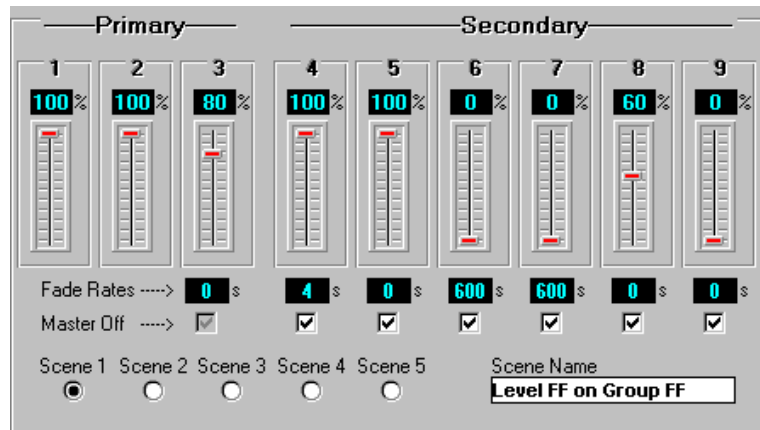 Primary Secondary
1 2 3 4 5 6 7 8 9
100 % 100 % 80 % 100 % 100 % 0 % 0 % 60 % 0 %
Fade Rates ----> 0 s 4 s 0 s 600 s 600 s 0 s 0 s
Master Off ---->
Scene 1 Scene 2 Scene 3 Scene 4 Scene 5 Scene Name
Level FF on Group FF